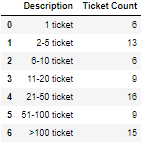 Description Ticket Count
0 1 ticket 6
1 2-5 ticket 13
2 6-10 ticket 6
3 11-20 ticket 9
4 21-50 ticket 16
5 51-100 ticket 9
6 >100 ticket 15